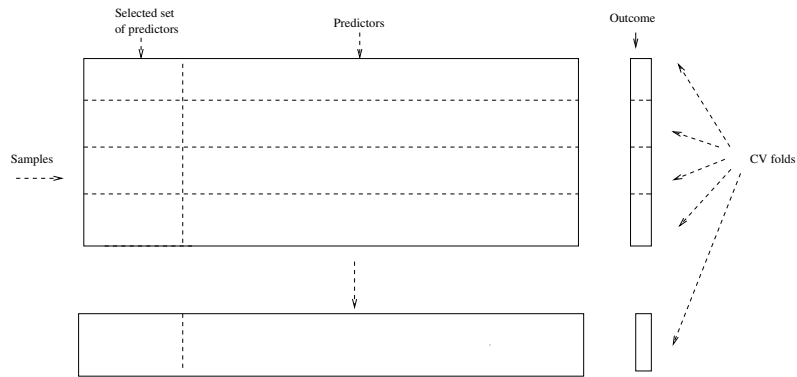 Selected set
of predictors
Predictors
Outcome
Samples
CV folds